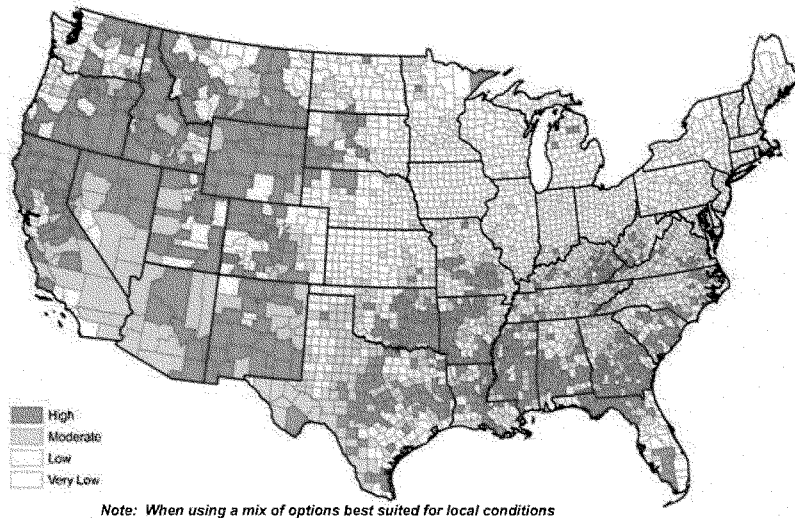 High
Moderate
Low
Very Low
Note: When using a mix of options best suited for local conditions